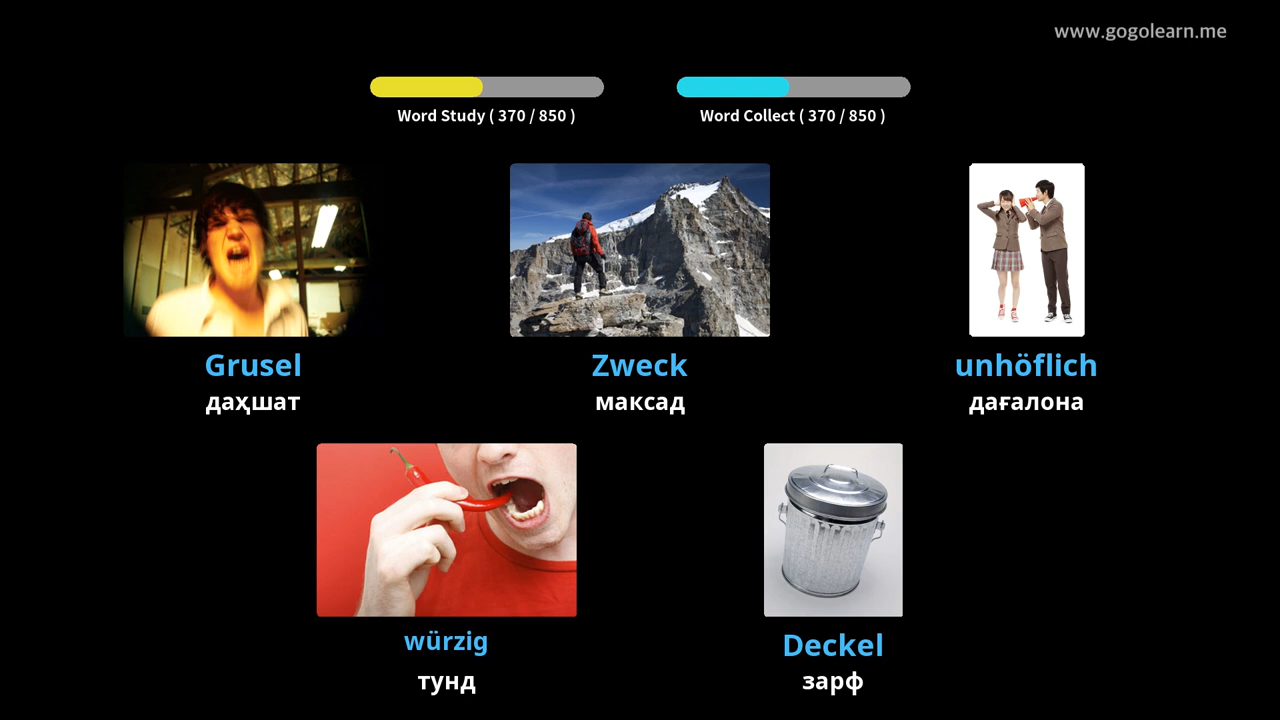 www.gogolearn.me
Word Study ( 370 / 850 )
Word Collect ( 370 / 850 )
Grusel
даҳшат
Zweck
максад
unhöflich
дағалона
würzig
тунд
Deckel
зарф